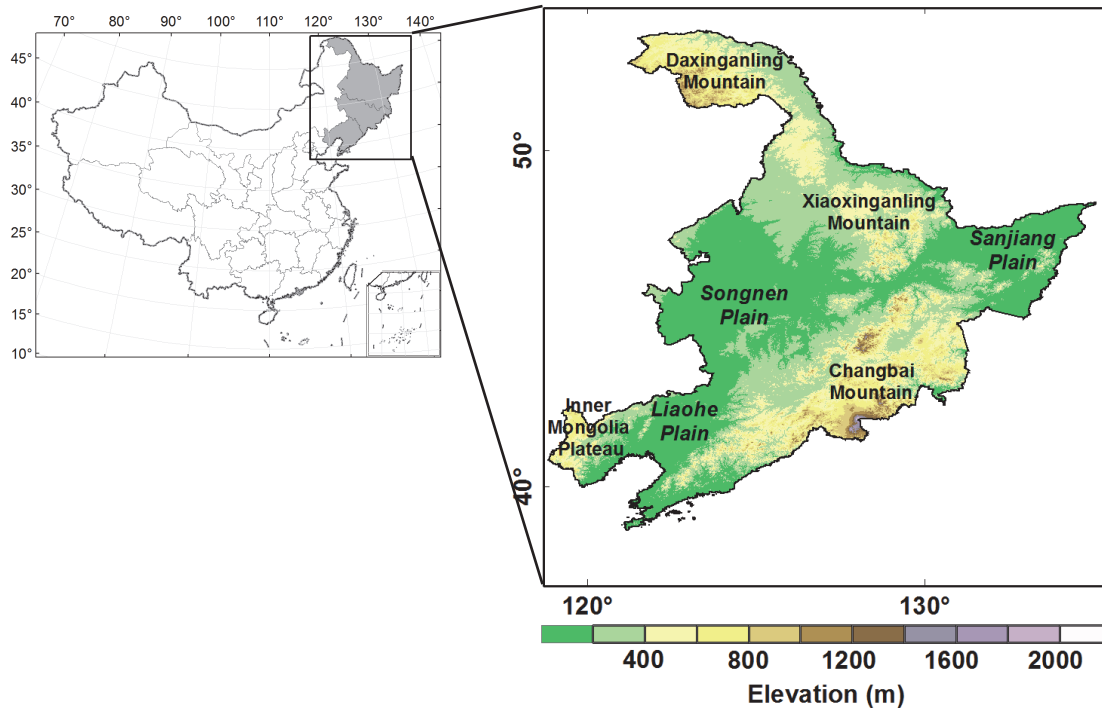 70° 80° 90° 100° 110° 120° 130° 140°
45°
40°
35°
30°
25°
20°
15°
10°
Daxinganling
Mountain
50°
Xiaoxinganling
Mountain
Sanjiang
Plain
Songnen
Plain
Changbai
Mountain
Inner
Mongolia
Plateau
Liaohe
Plain
40°
120° 130°
400 800 1200 1600 2000
Elevation (m)